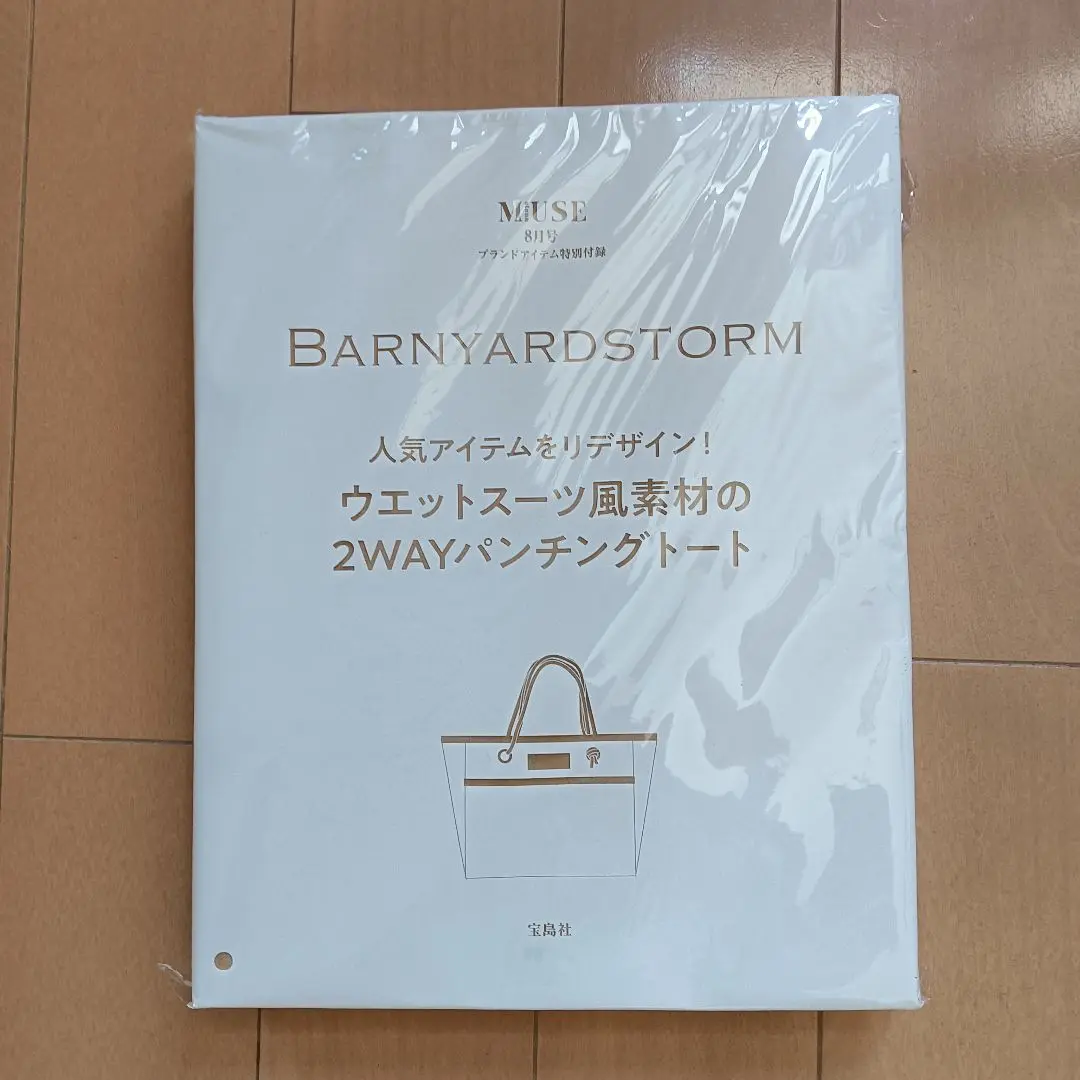 MUSE
8月号
ブランドアイテム特別付録
BARNYARDSTORM
人気アイテムをリデザイン!
ウエットスーツ風素材の
2WAYパンチングトート
宝島社